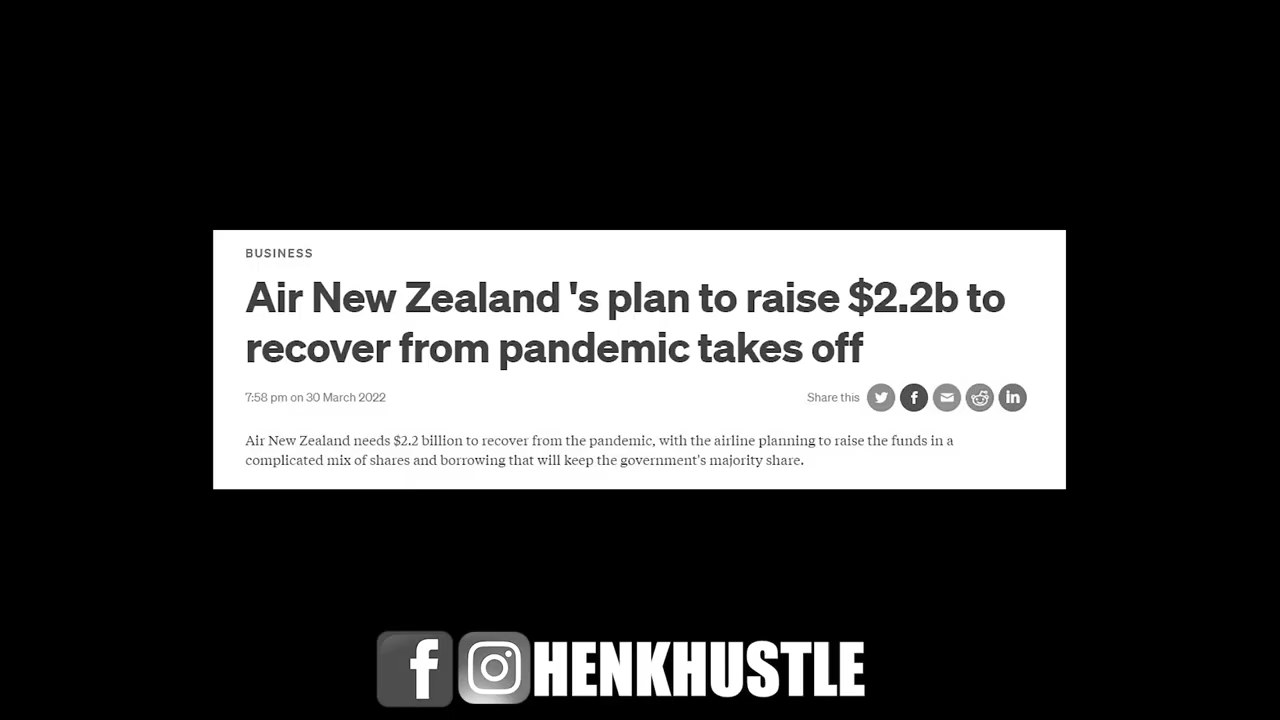 BUSINESS
Air New Zealand 's plan to raise $2.2b to
recover from pandemic takes off
7:58 pm on 30 March 2022
Share this
Air New Zealand needs $2.2 billion to recover from the pandemic, with the airline planning to raise the funds in a
complicated mix of shares and borrowing that will keep the government's majority share.
HENKHUSTLE